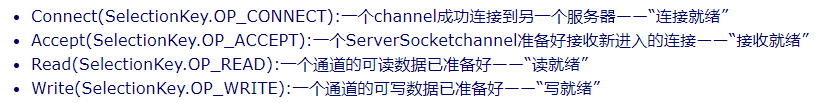 Connect(SelectionKey.OP_CONNECT):一个channel成功连接到另一个服务器——“连接就绪”
Accept(SelectionKey.OP_ACCEPT):一个ServerSocketchannel准备好接收新进入的连接——“接收就绪”
Read(SelectionKey.OP_READ):一个通道的可读数据已准备好——“读就绪”
Write(SelectionKey.OP_WRITE):一个通道的可写数据已准备好——“写就绪”